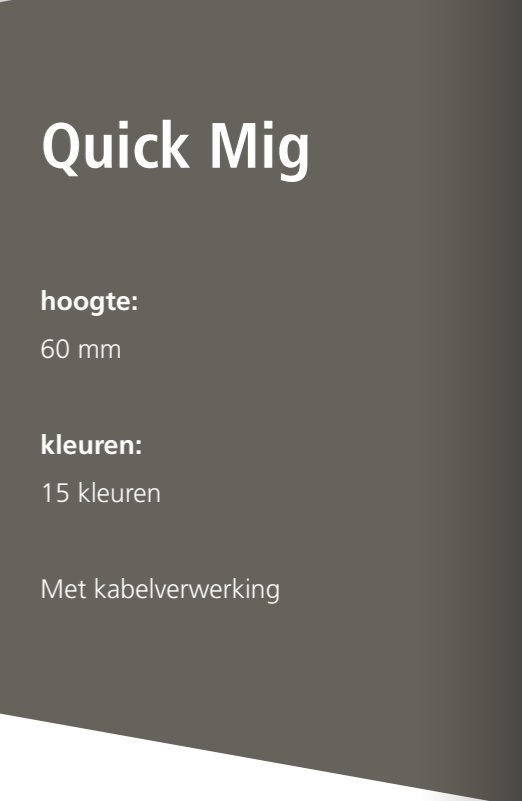 Quick Mig
hoogte:
60 mm
kleuren:
15 kleuren
Met kabelverwerking